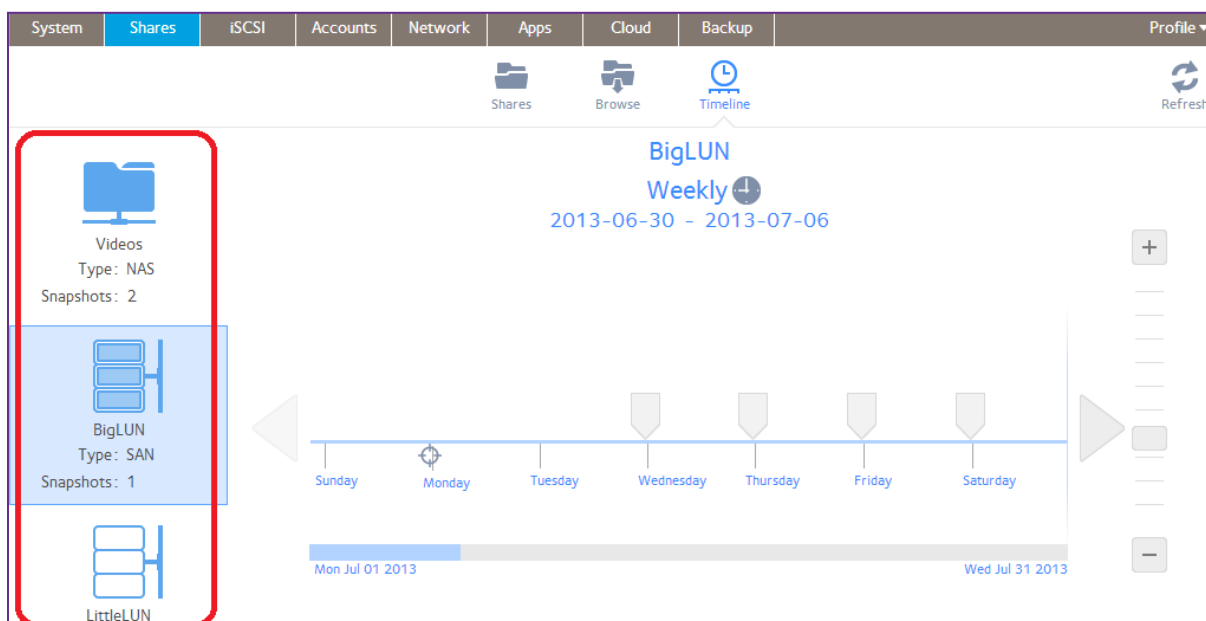 System Shares iSCSI Accounts Network Apps Cloud Backup Profile
Shares Browse Timeline Refresh
Videos
Type: NAS
Snapshots: 2
BigLUN
Type: SAN
Snapshots: 1
LittleLUN
BigLUN
Weekly
2013-06-30 - 2013-07-06
+
Sunday Monday Tuesday Wednesday Thursday Friday Saturday
Mon Jul 01 2013 Wed Jul 31 2013
−